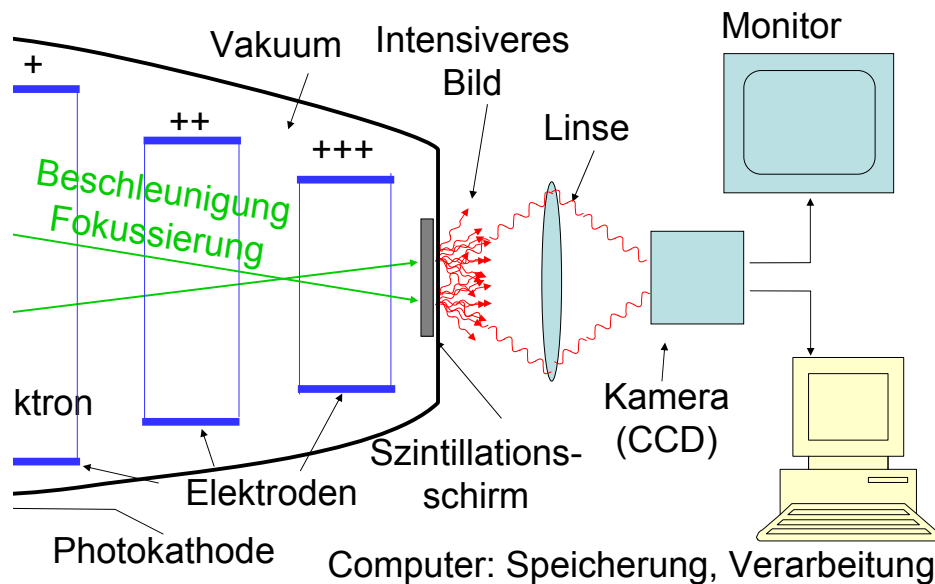 Vakuum
Intensiveres
Bild
Monitor
Linse
+
++
+++
Beschleunigung
Fokussierung
ktron
Elektroden
Photokathode
Szintillations-
schirm
Kamera
(CCD)
Computer: Speicherung, Verarbeitung